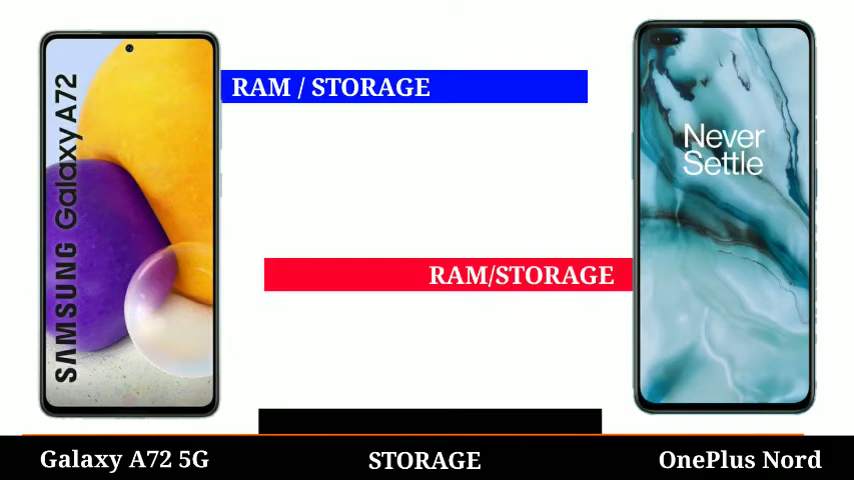 SAMSUNG Galaxy A72
RAM / STORAGE
Never
Settle
RAM/STORAGE
Galaxy A72 5G
STORAGE
OnePlus Nord